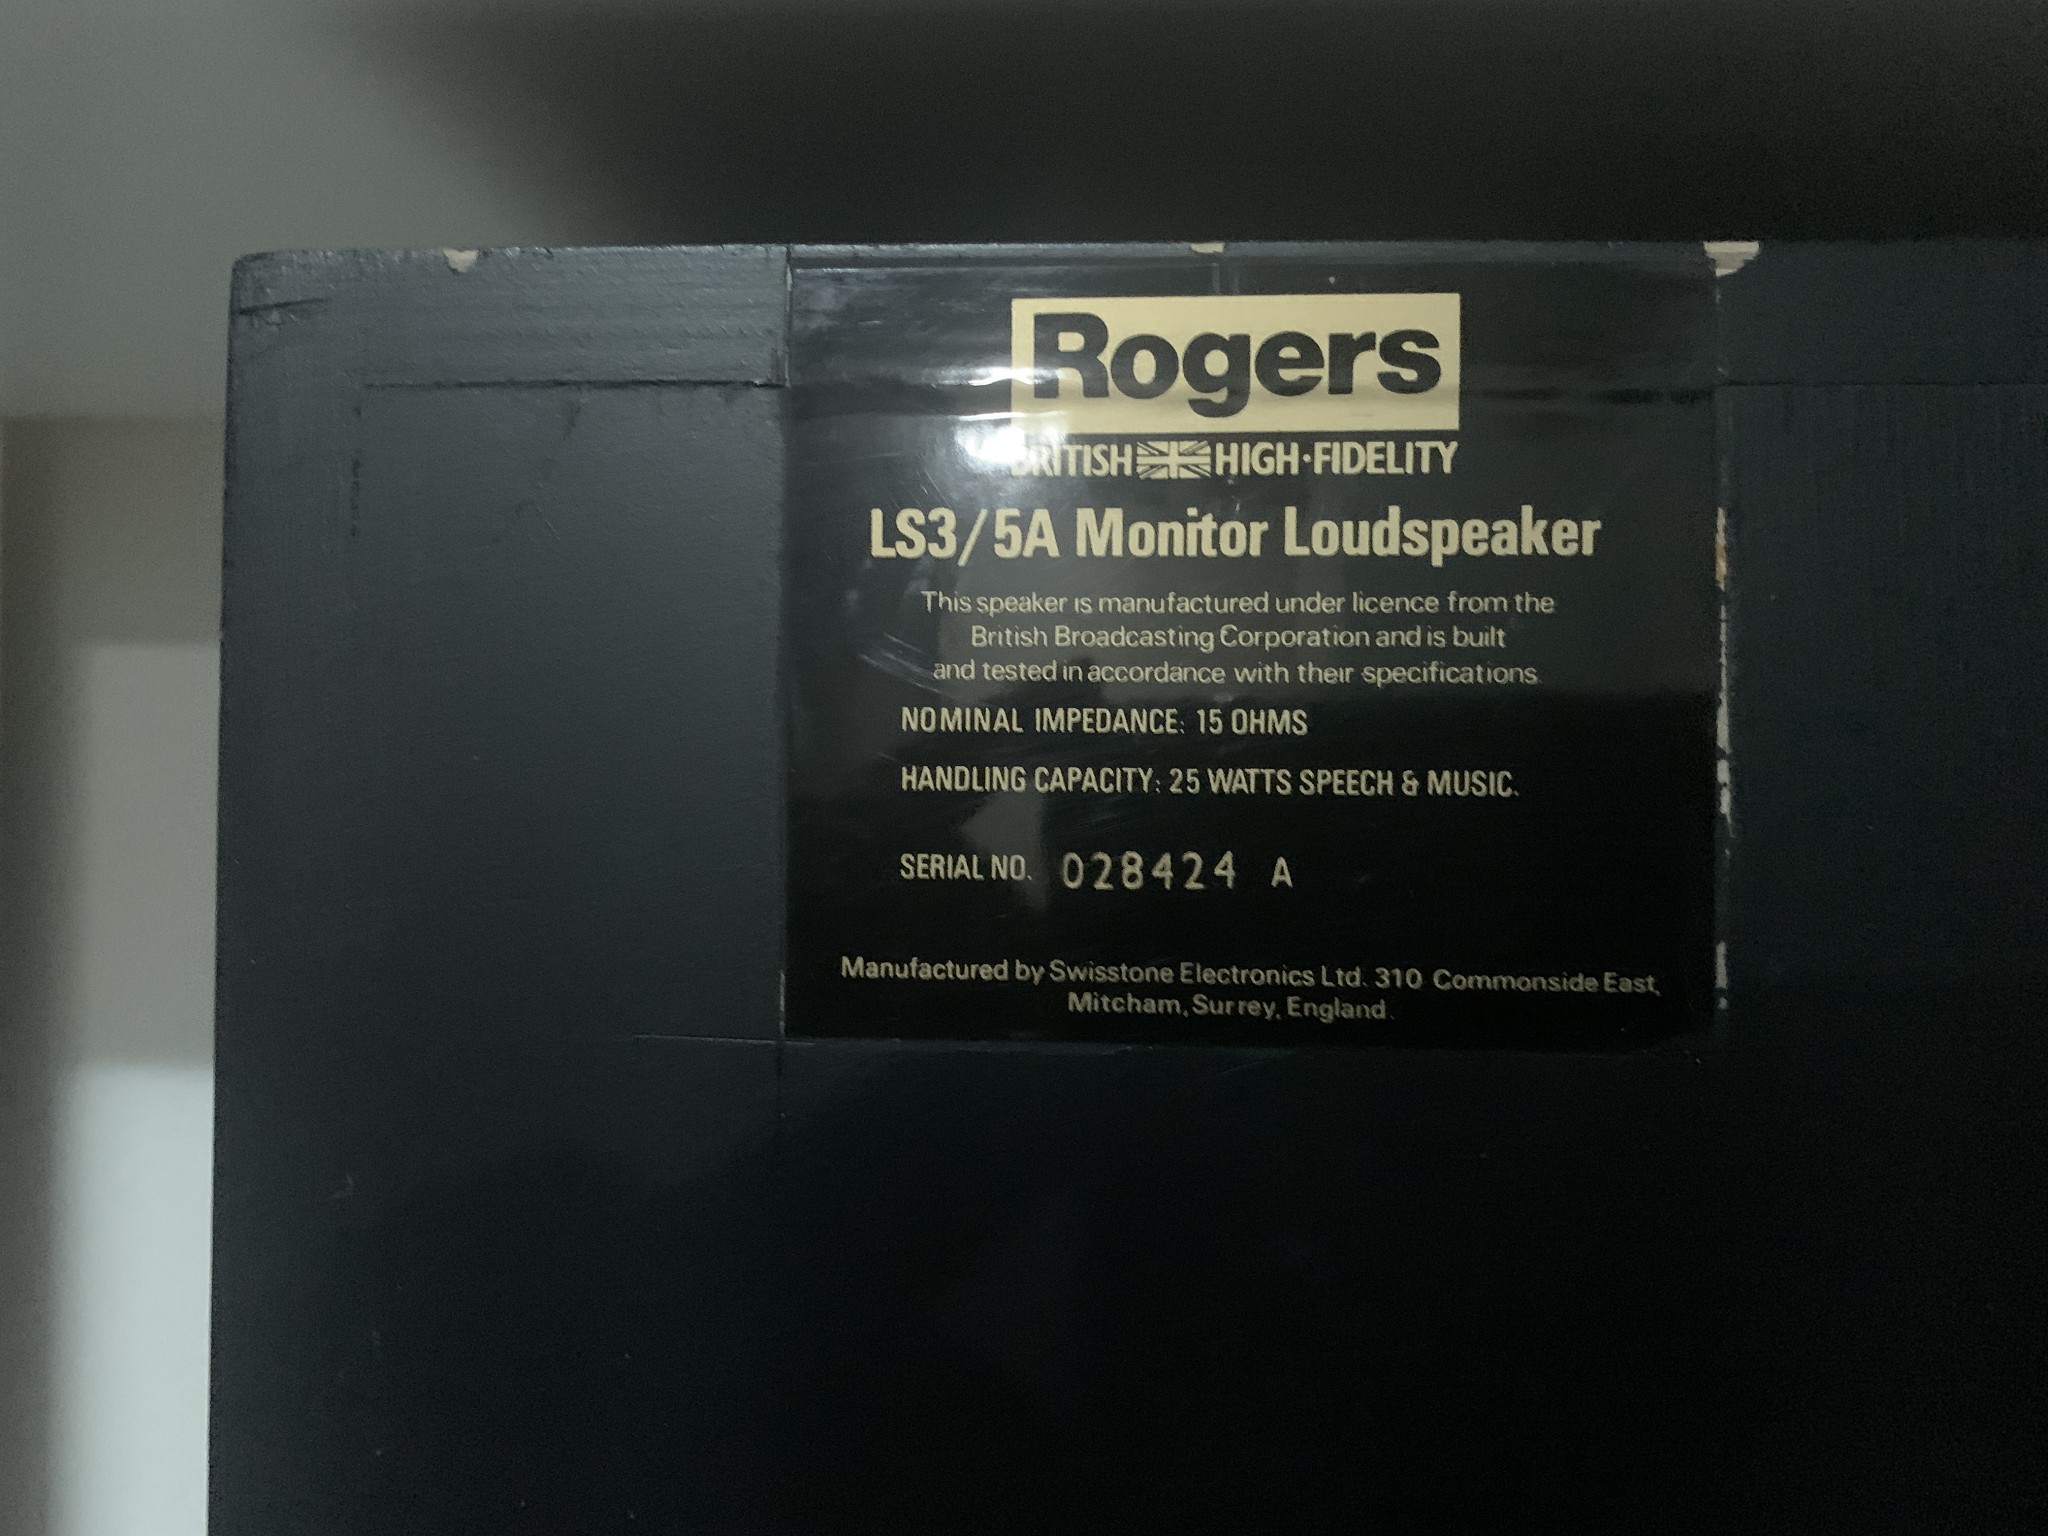 Rogers
BRITISH HIGH·FIDELITY
LS3/5A Monitor Loudspeaker
This speaker is manufactured under licence from the
British Broadcasting Corporation and is built
and tested in accordance with their specifications.
NOMINAL IMPEDANCE: 15 OHMS
HANDLING CAPACITY: 25 WATTS SPEECH & MUSIC.
SERIAL NO. 028424 A
Manufactured by Swisstone Electronics Ltd. 310 Commonside East,
Mitcham, Surrey, England.